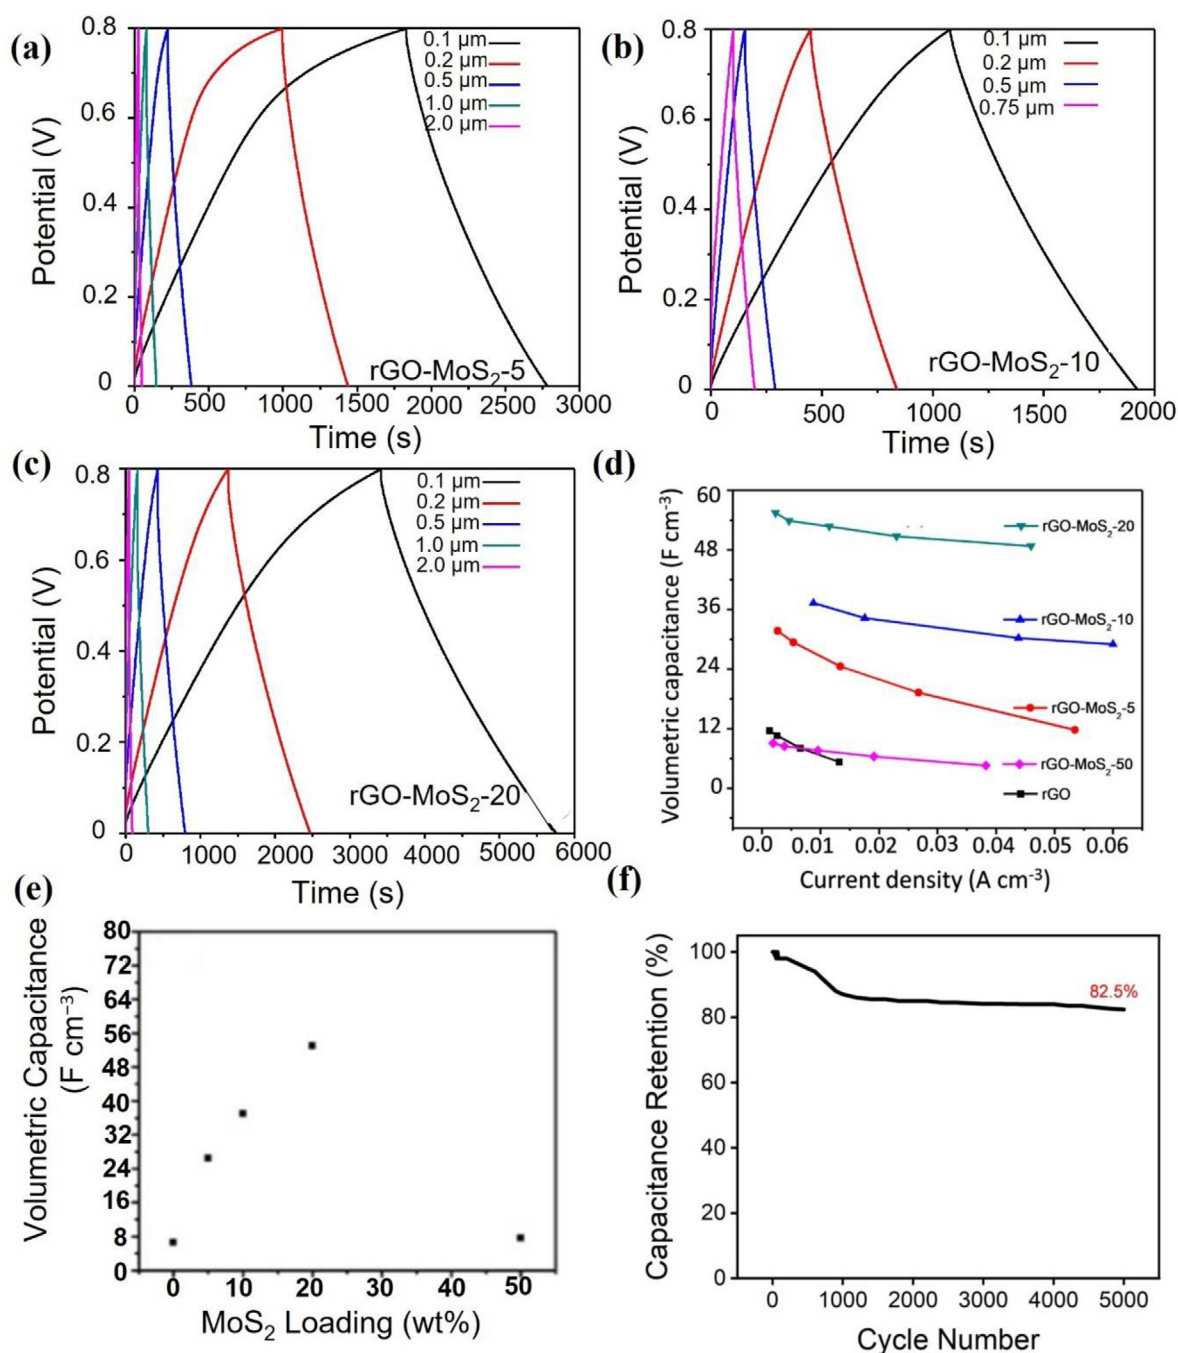 (a)
Potential (V)
0.8
0.6
0.4
0.2
0
0.1 μm
0.2 μm
0.5 μm
1.0 μm
2.0 μm
rGO-MoS₂-5
0 500 1000 1500 2000 2500 3000
Time (s)
(b)
Potential (V)
0.8
0.6
0.4
0.2
0
0.1 μm
0.2 μm
0.5 μm
0.75 μm
rGO-MoS₂-10
0 500 1000 1500 2000
Time (s)
(c)
Potential (V)
0.8
0.6
0.4
0.2
0
0.1 μm
0.2 μm
0.5 μm
1.0 μm
2.0 μm
rGO-MoS₂-20
0 1000 2000 3000 4000 5000 6000
Time (s)
(d)
Volumetric capacitance (F cm⁻³)
60
48
36
24
12
0
rGO-MoS₂-20
rGO-MoS₂-10
rGO-MoS₂-5
rGO-MoS₂-50
rGO
0.0 0.01 0.02 0.03 0.04 0.05 0.06
Current density (A cm⁻³)
(e)
Volumetric Capacitance
(F cm⁻³)
80
72
64
56
48
40
32
24
16
8
0
0 10 20 30 40 50
MoS₂ Loading (wt%)
(f)
Capacitance Retention (%)
100
80
60
40
20
0
82.5%
0 1000 2000 3000 4000 5000
Cycle Number